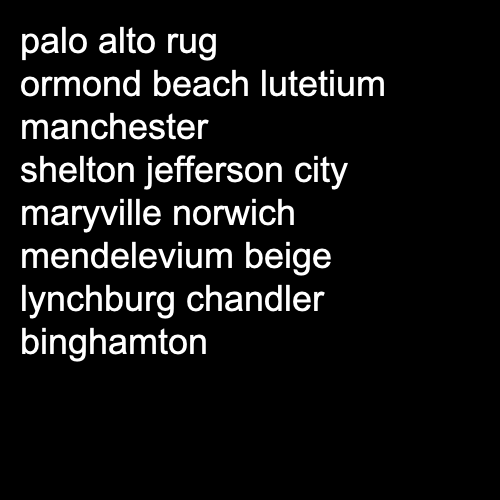 palo alto rug
ormond beach lutetium
manchester
shelton jefferson city
maryville norwich
mendelevium beige
lynchburg chandler
binghamton